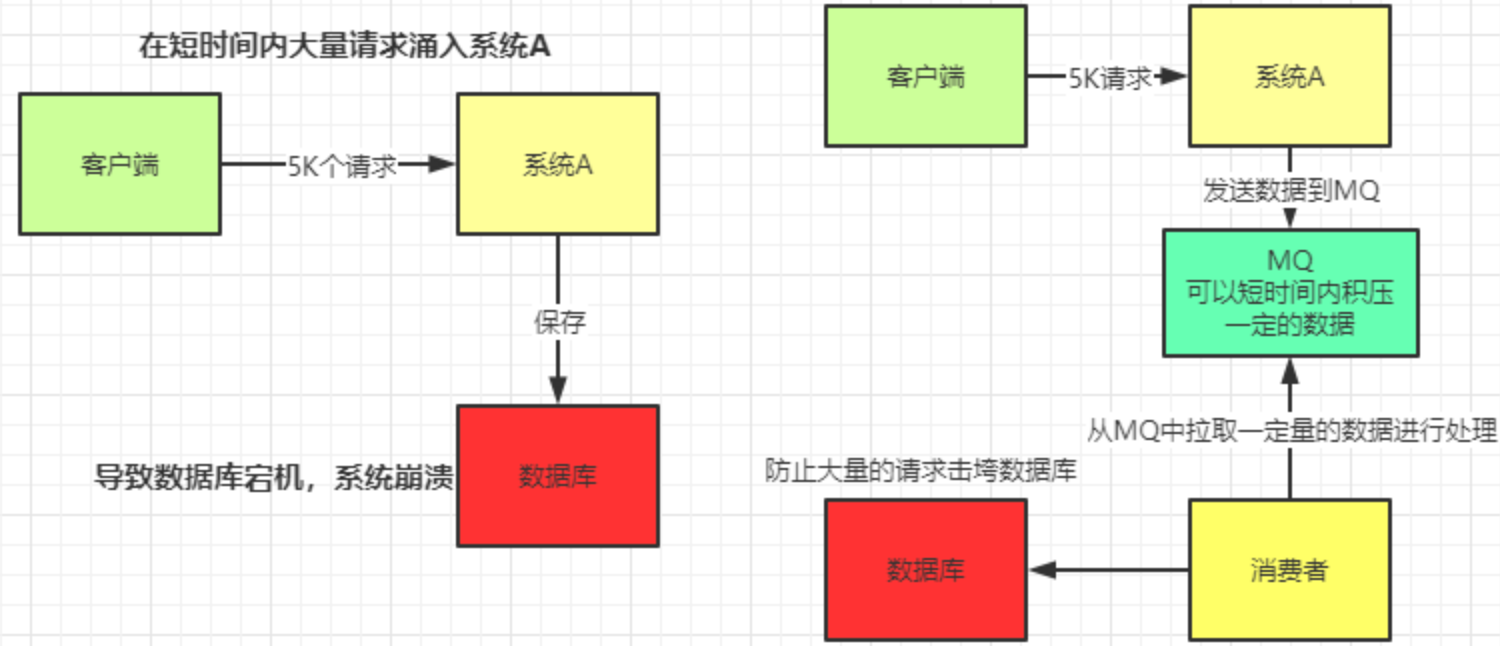 在短时间内大量请求涌入系统A
客户端
5K个请求
系统A
保存
导致数据库宕机，系统崩溃
数据库
客户端
5K请求
系统A
发送数据到MQ
MQ
可以短时间内积压
一定的数据
从MQ中拉取一定量的数据进行处理
防止大量的请求击垮数据库
数据库
消费者